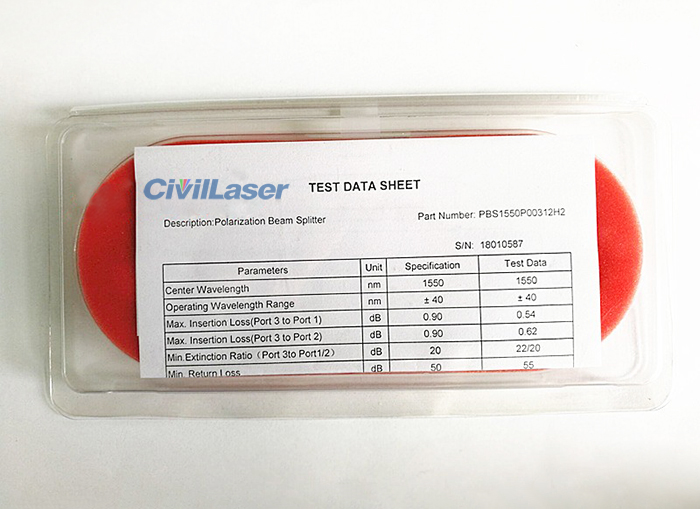 CivilLaser
TEST DATA SHEET
Description:Polarization Beam Splitter
Part Number: PBS1550P00312H2
S/N: 18010587
Parameters Unit Specification Test Data
Center Wavelength nm 1550 1550
Operating Wavelength Range nm ± 40 ± 40
Max. Insertion Loss(Port 3 to Port 1) dB 0.90 0.54
Max. Insertion Loss(Port 3 to Port 2) dB 0.90 0.62
Min.Extinction Ratio（Port 3to Port1/2） dB 20 22/20
Min. Return Loss dB 50 55